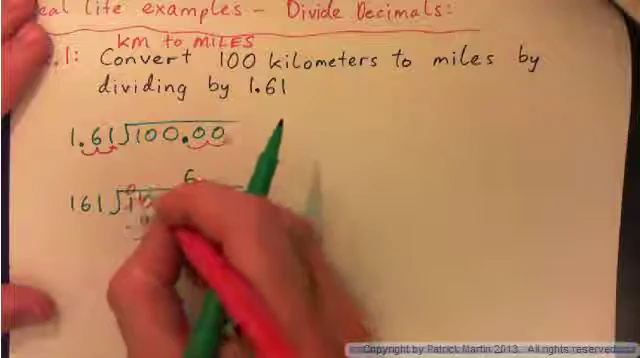 eal life examples - Divide Decimals:
km to MILES
.1: Convert 100 kilometers to miles by
dividing by 1.61
1.61 100.00
6
161
Copyright by Patrick Martin 2013. All rights reserved